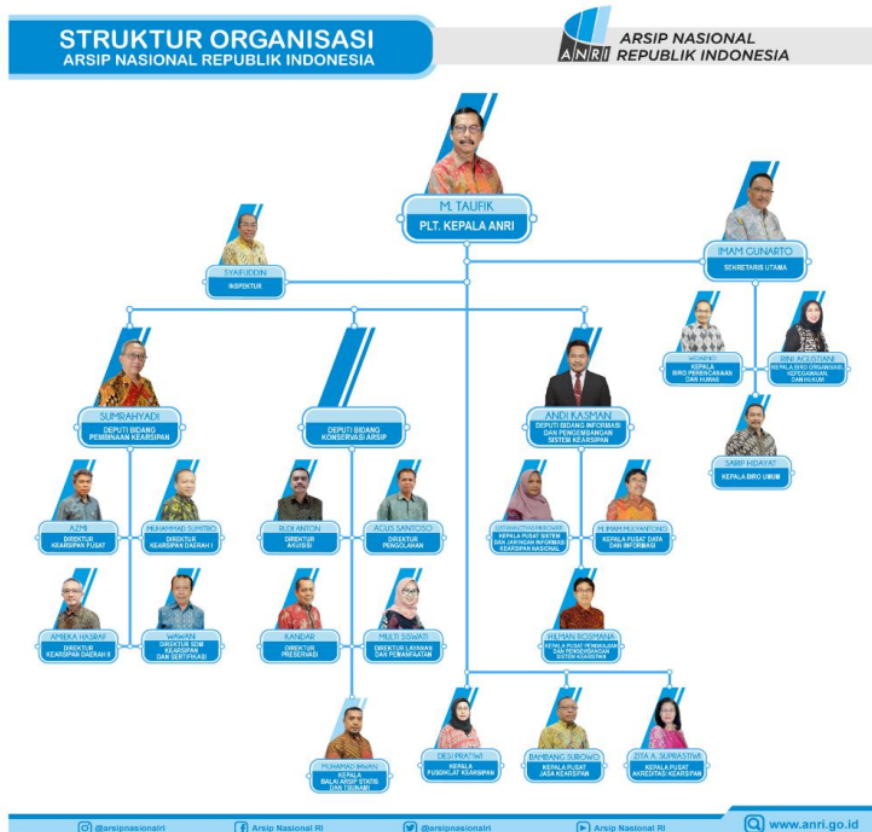 STRUKTUR ORGANISASI
ARSIP NASIONAL REPUBLIK INDONESIA
ANRI
ARSIP NASIONAL
REPUBLIK INDONESIA
M. TAUFIK
PLT. KEPALA ANRI
SYAIFUDDIN
INSPEKTUR
IMAM GUNARTO
SEKRETARIS UTAMA
KEPALA
BIRO PERENCANAAN
DAN HUMAS
RINI AGUSTIANI
KEPALA BIRO ORGANISASI,
KEPEGAWAIAN,
DAN HUKUM
SARIP HIDAYAT
KEPALA BIRO UMUM
SUMRAHYADI
DEPUTI BIDANG
PEMBINAAN KEARSIPAN
DEPUTI BIDANG
KONSERVASI ARSIP
ANDI KASMAN
DEPUTI BIDANG INFORMASI
DAN PENGEMBANGAN
SISTEM KEARSIPAN
AZMI
DIREKTUR
KEARSIPAN PUSAT
MUHAMMAD SUMITRO
DIREKTUR
KEARSIPAN DAERAH I
RUDI ANTON
DIREKTUR
AKUISISI
AGUS SANTOSO
DIREKTUR
PENGOLAHAN
KEPALA PUSAT SISTEM
DAN JARINGAN INFORMASI
KEARSIPAN NASIONAL
M. IMAM MULYANTONO
KEPALA PUSAT DATA
DAN INFORMASI
AMIEKA HASRAF
DIREKTUR
KEARSIPAN DAERAH II
WAWAN
DIREKTUR SDM
KEARSIPAN
DAN SERTIFIKASI
KANDAR
DIREKTUR
PRESERVASI
MULTI SISWATI
DIREKTUR LAYANAN
DAN PEMANFAATAN
HILMAN ROSMANA
KEPALA PUSAT PENGKAJIAN
DAN PENGEMBANGAN
SISTEM KEARSIPAN
MUHAMAD IHWAN
KEPALA
BALAI ARSIP STATIS
DAN TSUNAMI
DESI PRATIWI
KEPALA
PUSDIKLAT KEARSIPAN
BAMBANG SUROWO
KEPALA PUSAT
JASA KEARSIPAN
ZITA A. SUPRASTIWI
KEPALA PUSAT
AKREDITASI KEARSIPAN
@arsipnasionalri
Arsip Nasional RI
@arsipnasionalri
Arsip Nasional RI
www.anri.go.id